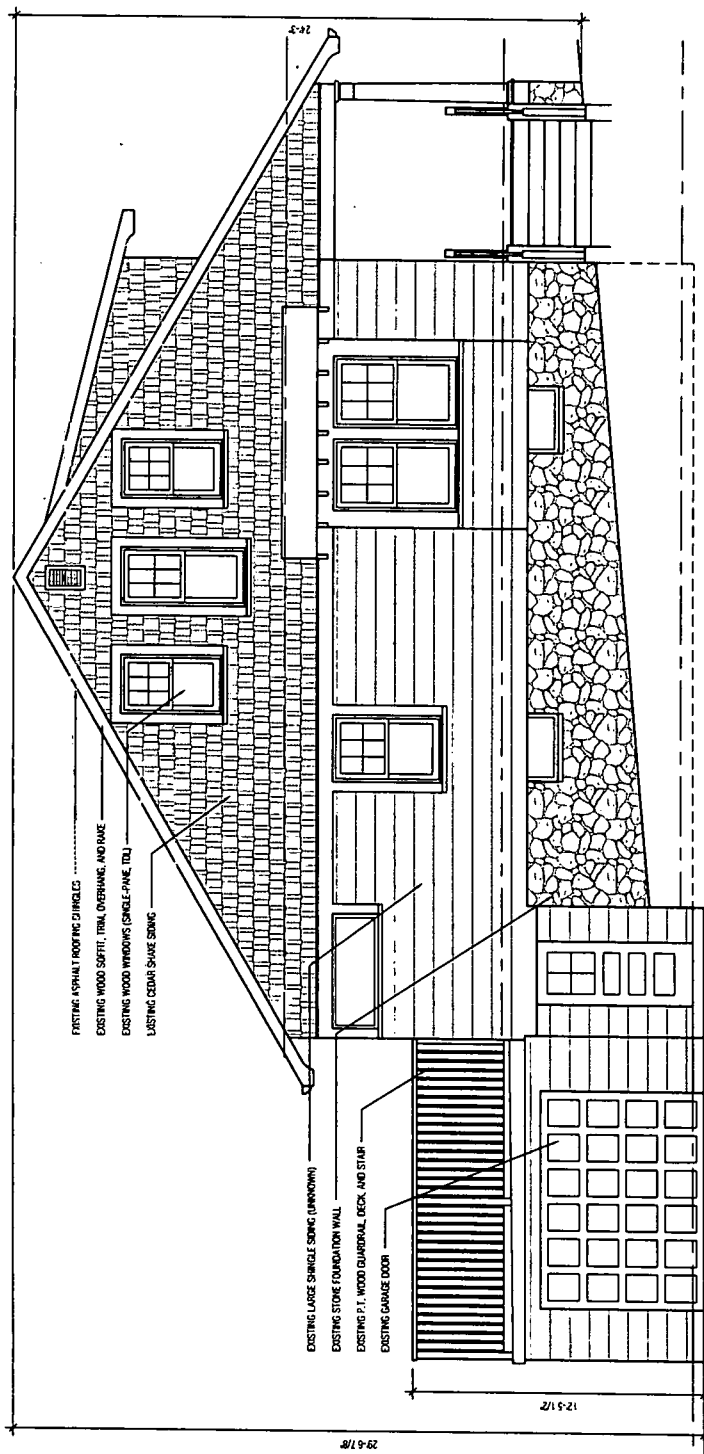 EXISTING ASPHALT ROOFING SHINGLES
EXISTING WOOD SOFFIT, TRIM, OVERHANG, AND RAKE
EXISTING WOOD WINDOWS (SINGLE-PANE, TDL)
EXISTING CEDAR SHAKE SIDING
EXISTING LARGE SHINGLE SIDING (UNKNOWN)
EXISTING STONE FOUNDATION WALL
EXISTING P.T. WOOD GUARDRAIL, DECK, AND STAIR
EXISTING GARAGE DOOR
24'-3"
12'-5 1/2"
29'-6 7/8"